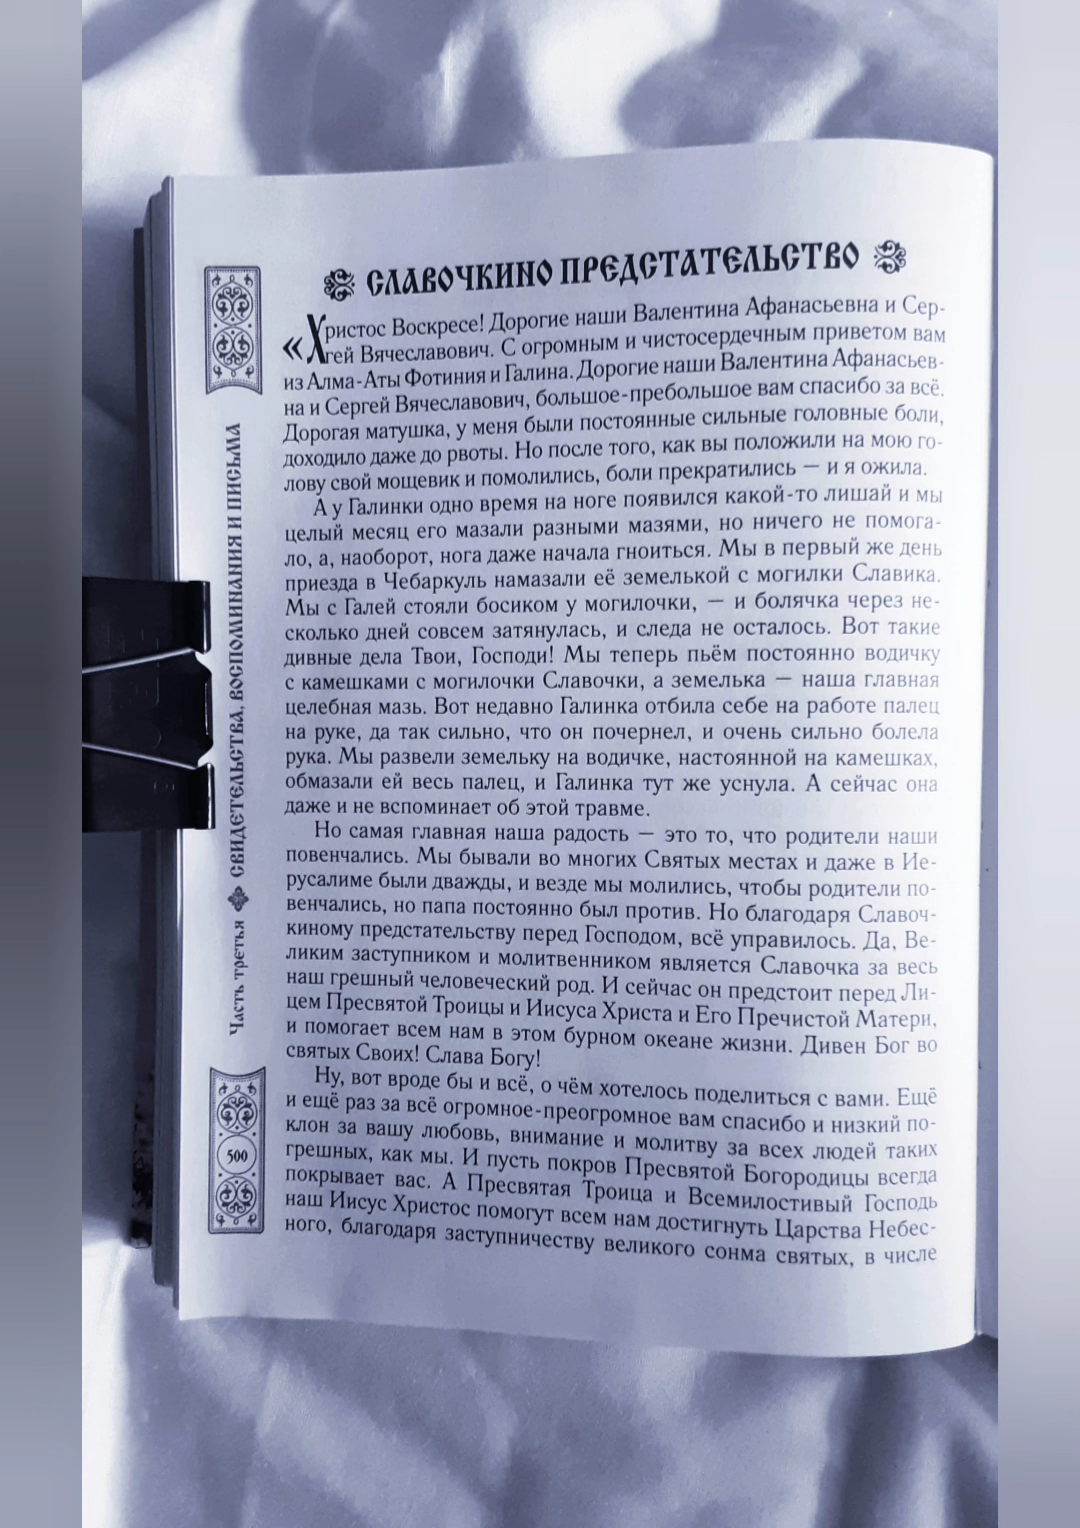 СЛАВОЧКИНО ПРЕДСТАТЕЛЬСТВО
«Христос Воскресе! Дорогие наши Валентина Афанасьевна и Сер-
гей Вячеславович. С огромным и чистосердечным приветом вам
из Алма-Аты Фотиния и Галина. Дорогие наши Валентина Афанасьев-
на и Сергей Вячеславович, большое-пребольшое вам спасибо за всё.
Дорогая матушка, у меня были постоянные сильные головные боли,
доходило даже до рвоты. Но после того, как вы положили на мою го-
лову свой мощевик и помолились, боли прекратились — и я ожила.
А у Галинки одно время на ноге появился какой-то лишай и мы
целый месяц его мазали разными мазями, но ничего не помога-
ло, а, наоборот, нога даже начала гноиться. Мы в первый же день
приезда в Чебаркуль намазали её земелькой с могилки Славика.
Мы с Галей стояли босиком у могилочки, — и болячка через не-
сколько дней совсем затянулась, и следа не осталось. Вот такие
дивные дела Твои, Господи! Мы теперь пьём постоянно водичку
с камешками с могилочки Славочки, а земелька — наша главная
целебная мазь. Вот недавно Галинка отбила себе на работе палец
на руке, да так сильно, что он почернел, и очень сильно болела
рука. Мы развели земельку на водичке, настоянной на камешках,
обмазали ей весь палец, и Галинка тут же уснула. А сейчас она
даже и не вспоминает об этой травме.
Но самая главная наша радость — это то, что родители наши
повенчались. Мы бывали во многих Святых местах и даже в Ие-
русалиме были дважды, и везде мы молились, чтобы родители по-
венчались, но папа постоянно был против. Но благодаря Славоч-
киному предстательству перед Господом, всё управилось. Да, Ве-
ликим заступником и молитвенником является Славочка за весь
наш грешный человеческий род. И сейчас он предстоит перед Ли-
цем Пресвятой Троицы и Иисуса Христа и Его Пречистой Матери,
и помогает всем нам в этом бурном океане жизни. Дивен Бог во
святых Своих! Слава Богу!
Ну, вот вроде бы и всё, о чём хотелось поделиться с вами. Ещё
и ещё раз за всё огромное-преогромное вам спасибо и низкий по-
клон за вашу любовь, внимание и молитву за всех людей таких
грешных, как мы. И пусть покров Пресвятой Богородицы всегда
покрывает вас. А Пресвятая Троица и Всемилостивый Господь
наш Иисус Христос помогут всем нам достигнуть Царства Небес-
ного, благодаря заступничеству великого сонма святых, в числе
Часть третья СВИДЕТЕЛЬСТВА, ВОСПОМИНАНИЯ И ПИСЬМА
500